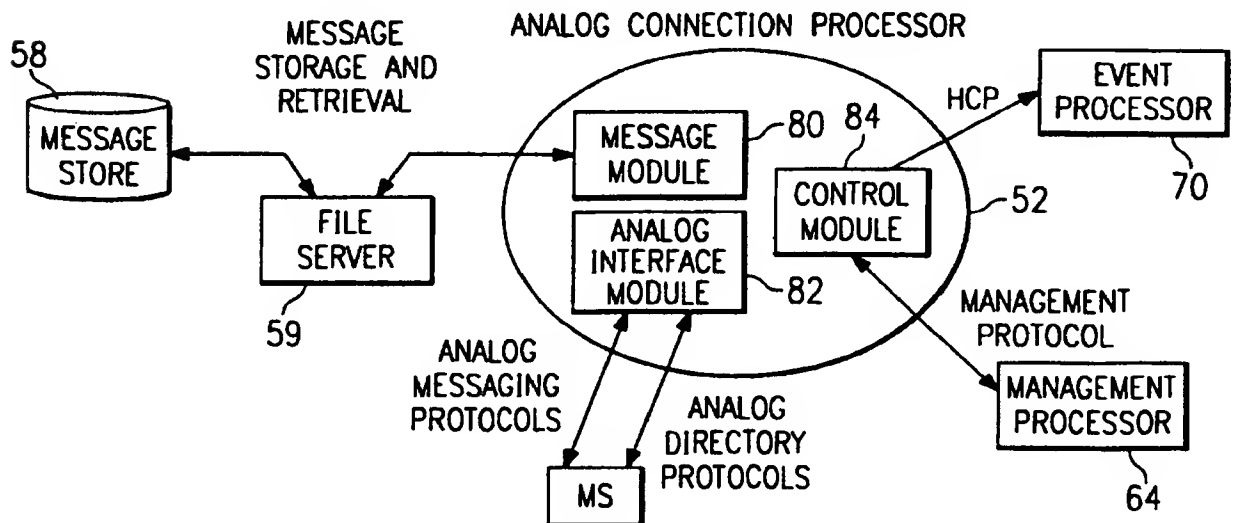 ANALOG CONNECTION PROCESSOR
MESSAGE
STORAGE AND
RETRIEVAL
58
MESSAGE
STORE
FILE
SERVER
59
MESSAGE
MODULE
80
ANALOG
INTERFACE
MODULE
82
84
CONTROL
MODULE
52
HCP
EVENT
PROCESSOR
70
MANAGEMENT
PROTOCOL
MANAGEMENT
PROCESSOR
64
ANALOG
MESSAGING
PROTOCOLS
ANALOG
DIRECTORY
PROTOCOLS
MS